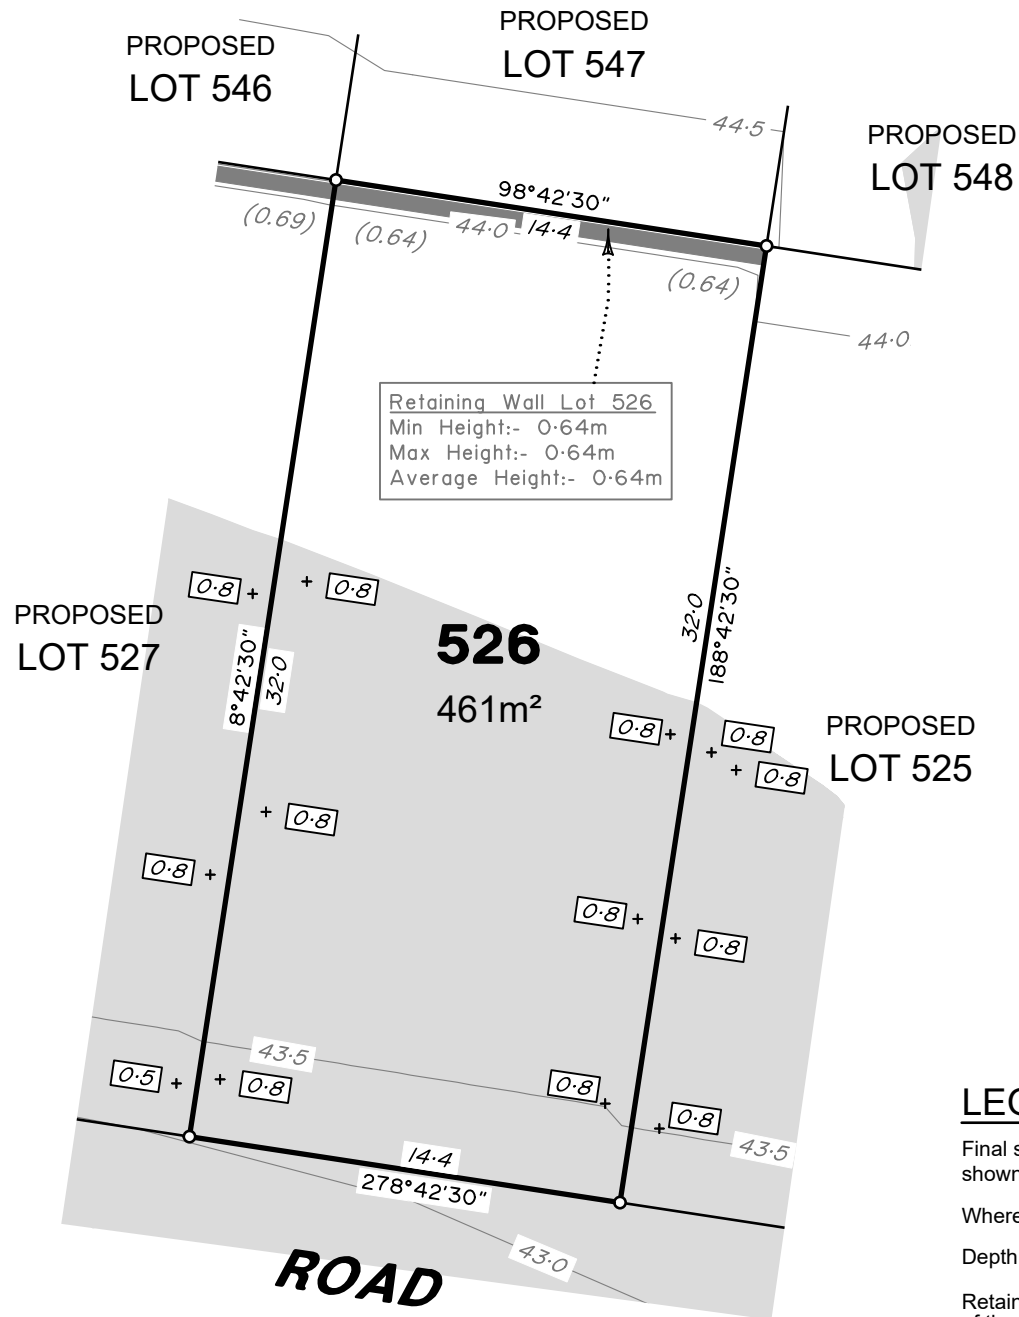 PROPOSED
LOT 547
PROPOSED
LOT 546
44·5
PROPOSED
LOT 548
98°42'30"
(0.69)
(0.64)
44·0
14·4
(0.64)
44·0
Retaining Wall Lot 526
Min Height:- 0·64m
Max Height:- 0·64m
Average Height:- 0·64m
0·8
0·8
PROPOSED
LOT 527
8°42'30"
32·0
526
461m²
32·0
188°42'30"
0·8
0·8
0·8
PROPOSED
LOT 525
0·8
0·8
0·8
0·8
43·5
0·5
0·8
0·8
0·8
43·5
14·4
278°42'30"
43·0
ROAD
Final s
shown
Where
Depth
Retain